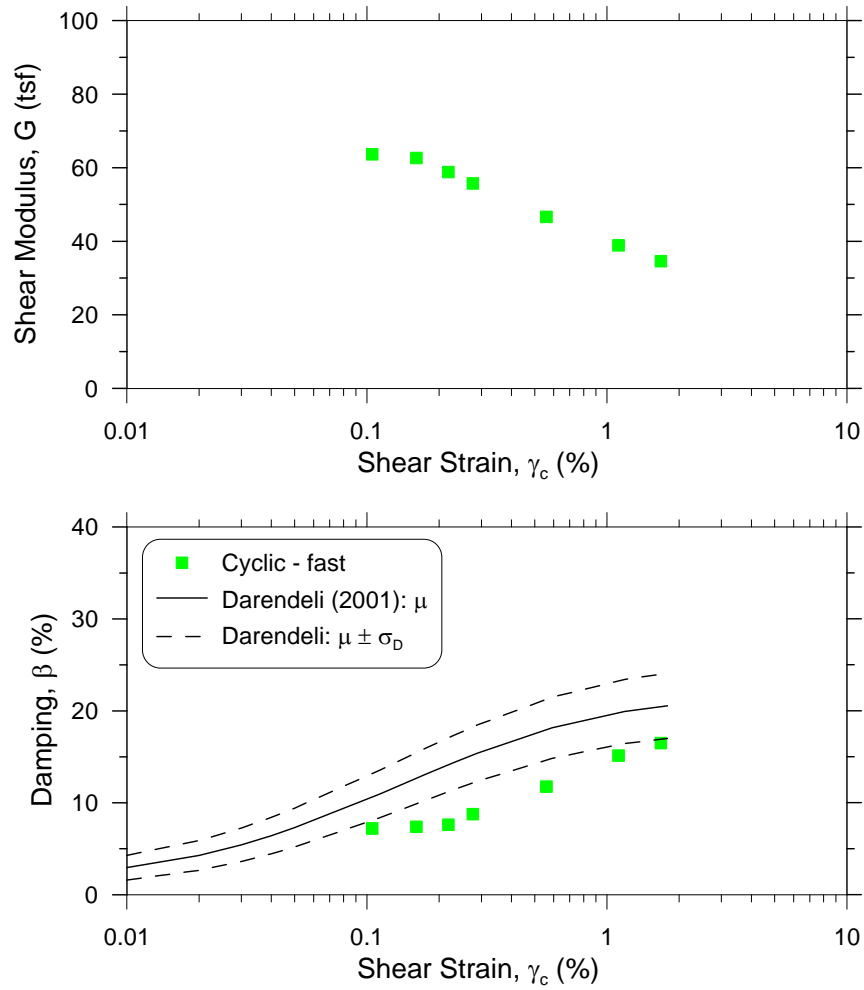 Shear Modulus, G (tsf)
100
80
60
40
20
0
0.01 0.1 1 10
Shear Strain, γc (%)
Damping, β (%)
40
30
20
10
0
Cyclic - fast
Darendeli (2001): μ
Darendeli: μ ± σD
0.01 0.1 1 10
Shear Strain, γc (%)